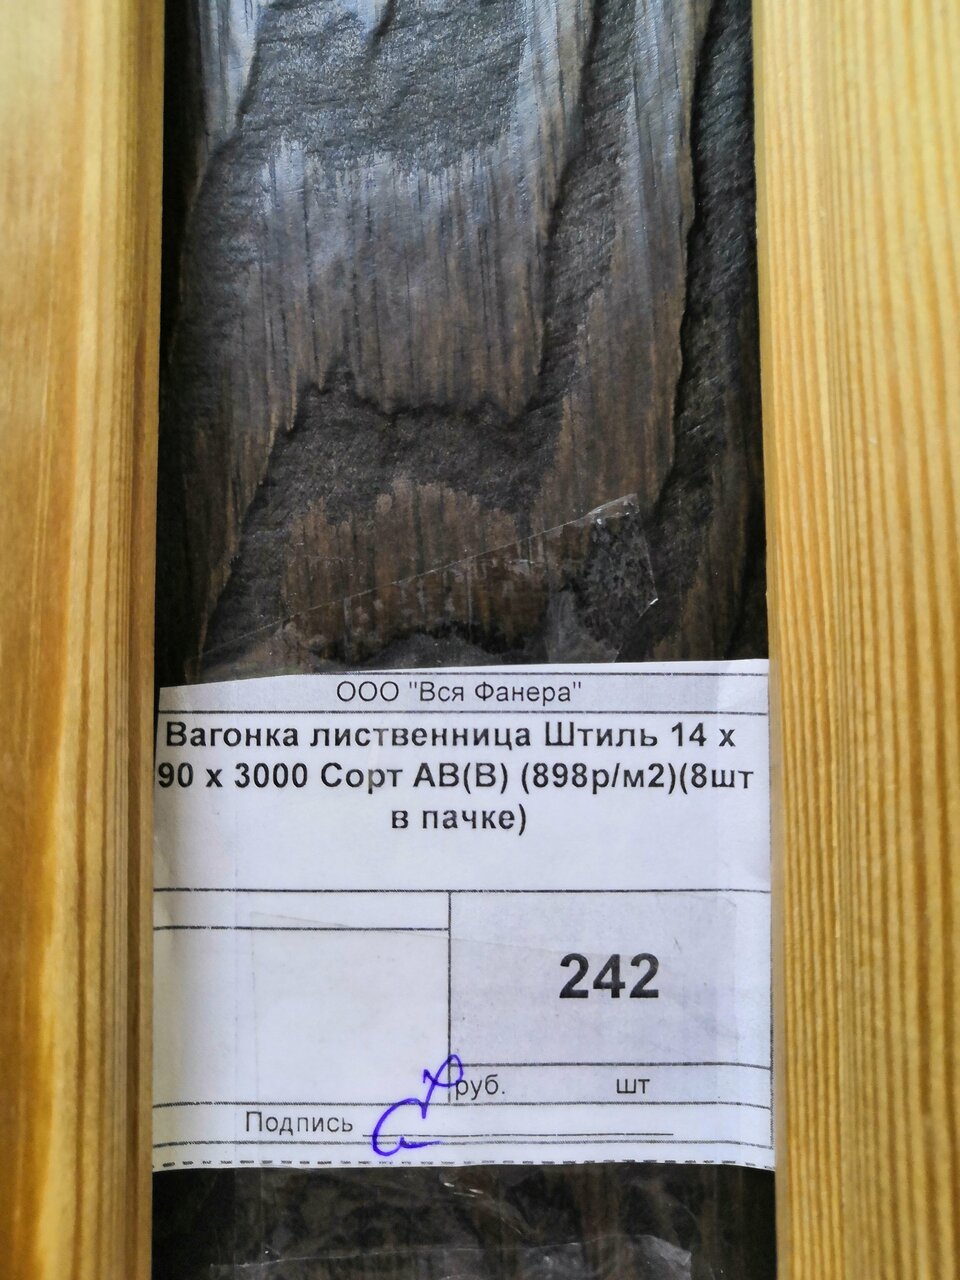 ООО "Вся Фанера"
Вагонка лиственница Штиль 14 х
90 х 3000 Сорт АВ(В) (898р/м2)(8шт
в пачке)
242
руб. шт
Подпись